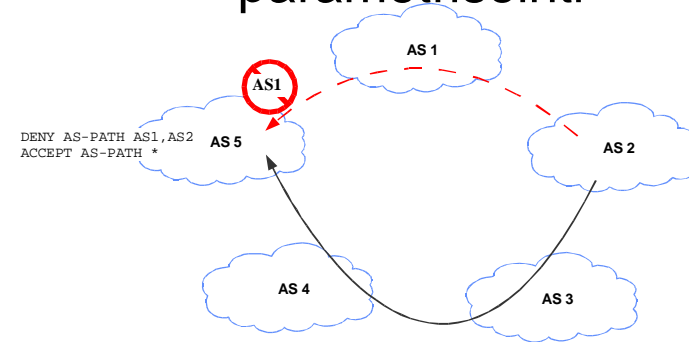 AS 1
AS1
DENY AS-PATH AS1,AS2
ACCEPT AS-PATH *
AS 5
AS 2
AS 4
AS 3